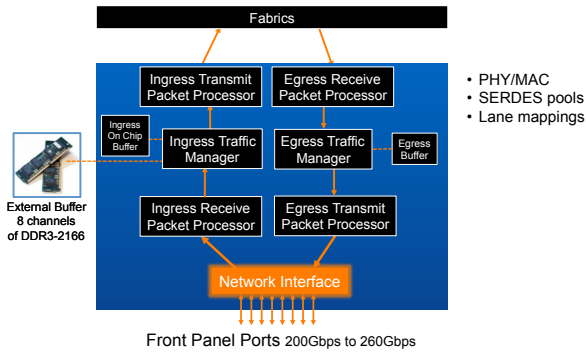 Fabrics
Ingress Transmit
Packet Processor
Egress Receive
Packet Processor
• PHY/MAC
• SERDES pools
• Lane mappings
Ingress
On Chip
Buffer
Ingress Traffic
Manager
Egress Traffic
Manager
Egress
Buffer
External Buffer
8 channels
of DDR3-2166
Ingress Receive
Packet Processor
Egress Transmit
Packet Processor
Network Interface
Front Panel Ports 200Gbps to 260Gbps